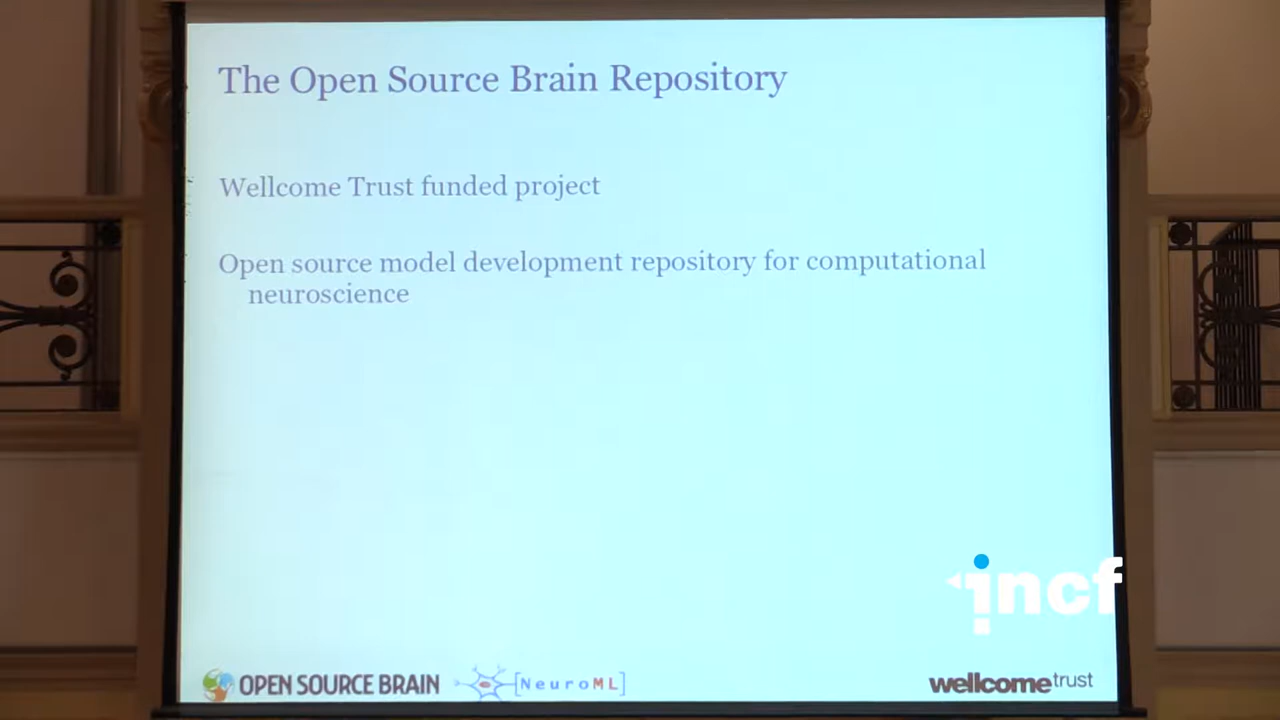 The Open Source Brain Repository
Wellcome Trust funded project
Open source model development repository for computational
neuroscience
incf
OPEN SOURCE BRAIN [NeuroML] wellcometrust